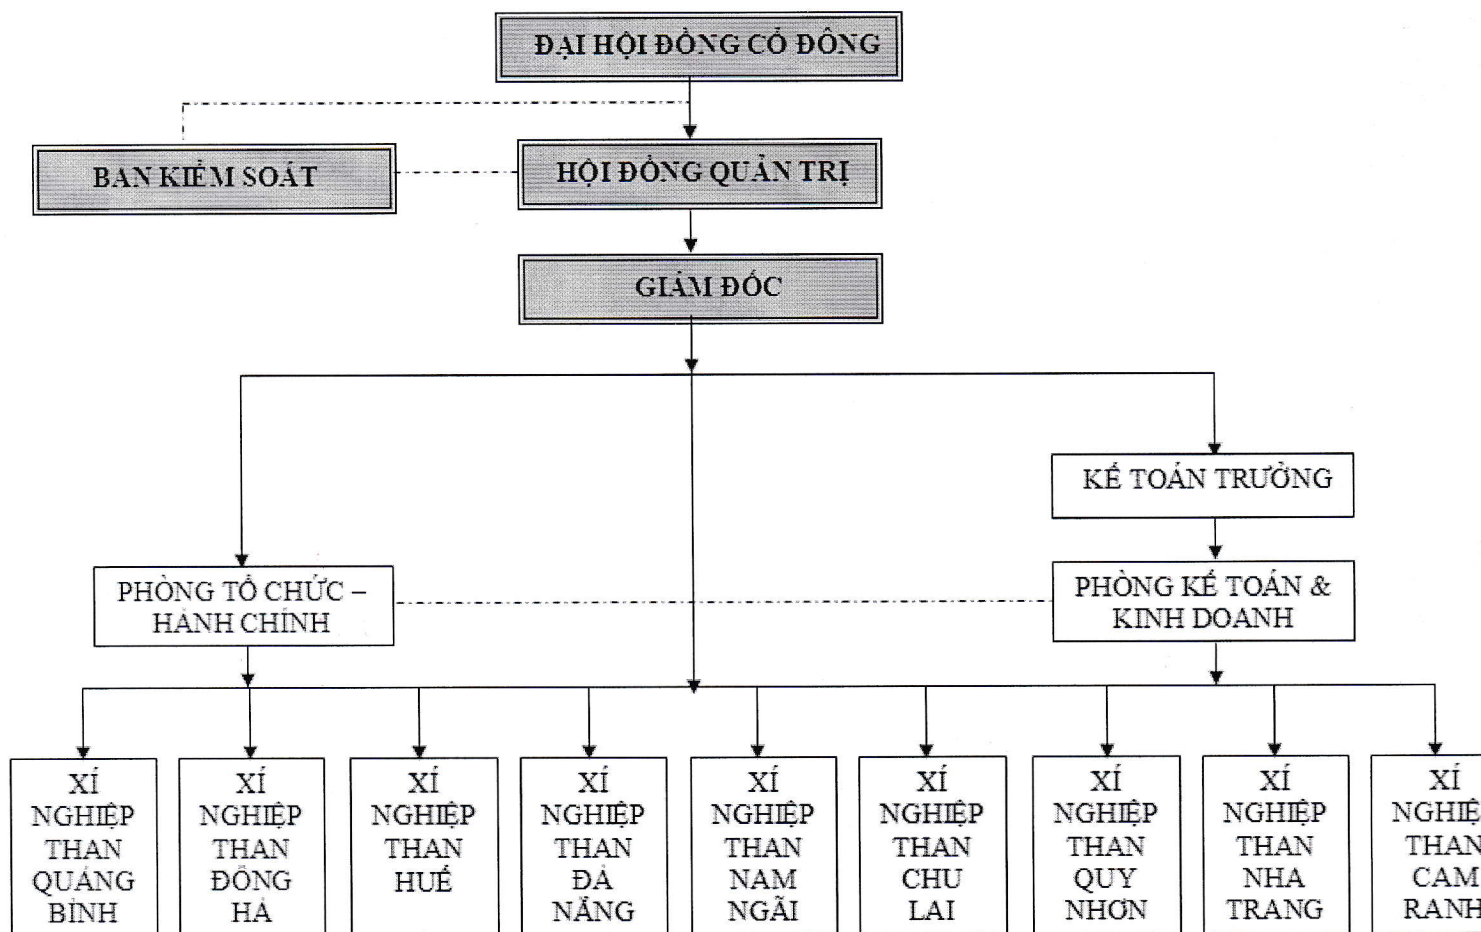 ĐẠI HỘI ĐỒNG CỔ ĐÔNG
BAN KIỂM SOÁT
HỘI ĐỒNG QUẢN TRỊ
GIÁM ĐỐC
KẾ TOÁN TRƯỞNG
PHÒNG TỔ CHỨC –
HÀNH CHÍNH
PHÒNG KẾ TOÁN &
KINH DOANH
XÍ
NGHIỆP
THAN
QUẢNG
BÌNH
XÍ
NGHIỆP
THAN
ĐÔNG
HÀ
XÍ
NGHIỆP
THAN
HUẾ
XÍ
NGHIỆP
THAN
ĐÀ
NẴNG
XÍ
NGHIỆP
THAN
NAM
NGÃI
XÍ
NGHIỆP
THAN
CHU
LAI
XÍ
NGHIỆP
THAN
QUY
NHƠN
XÍ
NGHIỆP
THAN
NHA
TRANG
XÍ
NGHIỆP
THAN
CAM
RANH